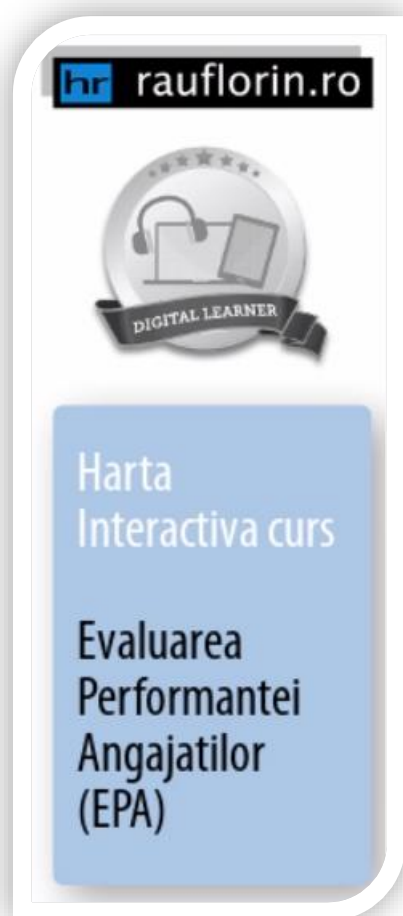 hr rauflorin.ro
DIGITAL LEARNER
Harta
Interactiva curs
Evaluarea
Performantei
Angajatilor
(EPA)